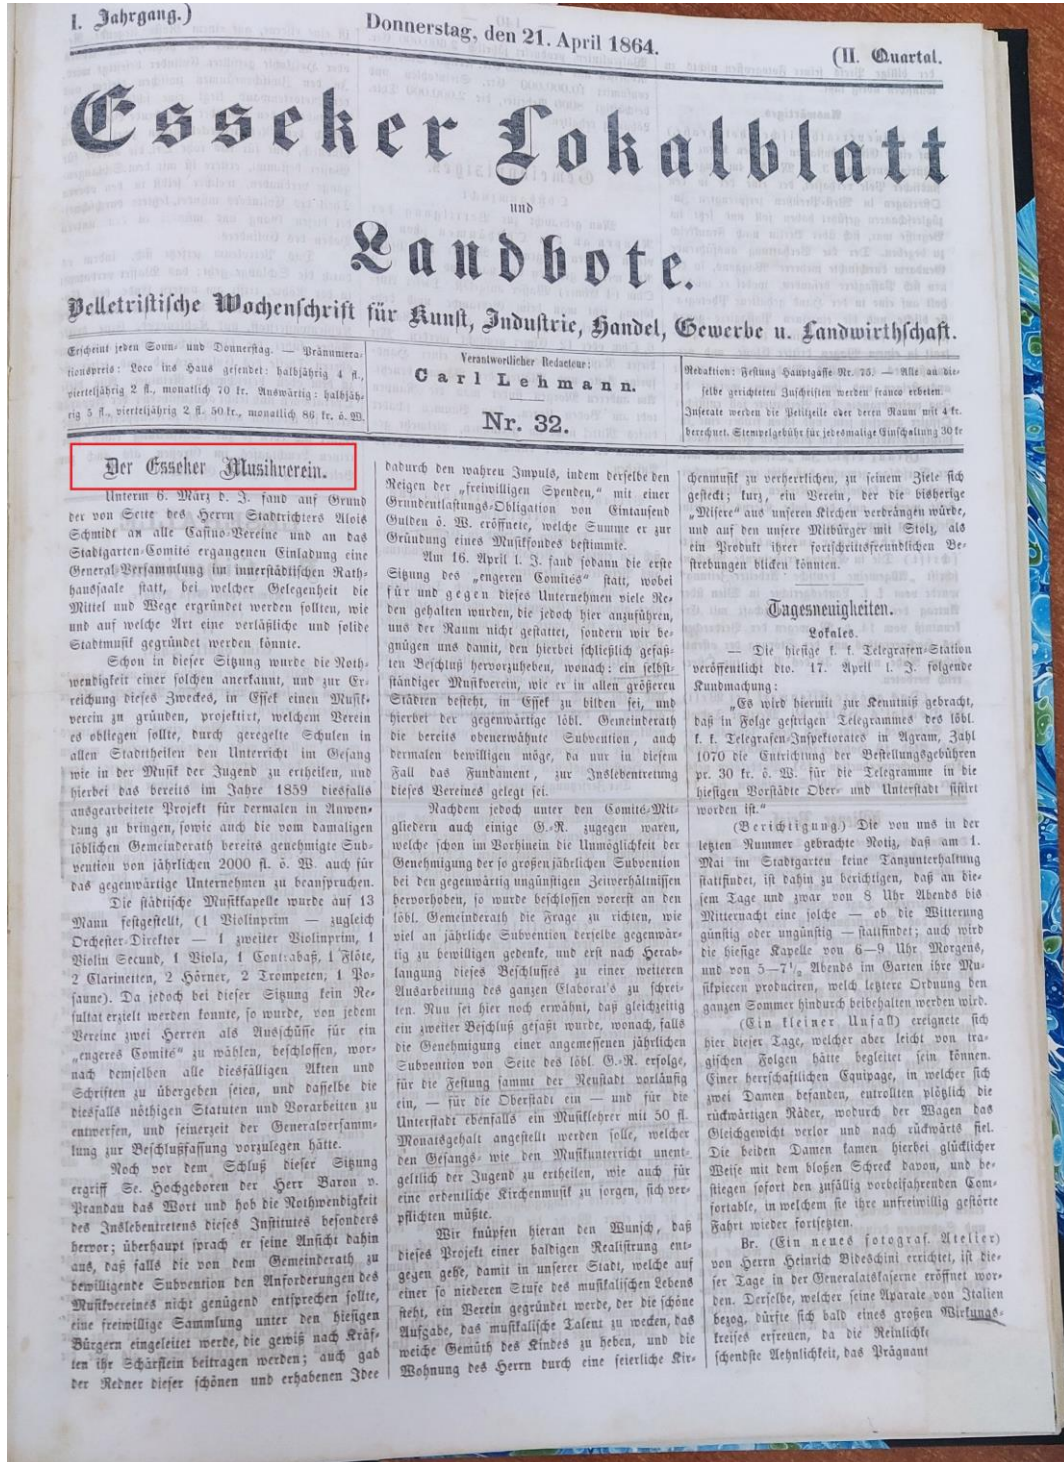 I. Jahrgang.)
Donnerstag, den 21. April 1864.
(II. Quartal.
Esseker Lokalblatt
und
Landbote.
Belletristische Wochenschrift für Kunst, Industrie, Handel, Gewerbe u. Landwirthschaft.
Erscheint jeden Sonn- und Donnerstag. — Pränumera-
tionspreis: Loco ins Haus gesendet: halbjährig 4 fl.,
vierteljährig 2 fl., monatlich 70 kr. Auswärtig: halbjäh-
rig 5 fl., vierteljährig 2 fl. 50 kr., monatlich 86 kr. ö. W.
Verantwortlicher Redacteur:
Carl Lehmann.
Nr. 32.
Redaktion: Festung Hauptgasse Nr. 75. — Alle an die-
selbe gerichteten Zuschriften werden franco erbeten.
Inserate werden die Petitzeile oder deren Raum mit 4 kr.
berechnet. Stempelgebühr für jedesmalige Einschaltung 30 kr
Der Esseker Musikverein.
Unterm 6. März d. J. fand auf Grund
der von Seite des Herrn Stadtrichters Alois
Schmidt an alle Casino-Vereine und an das
Stadtgarten-Comité ergangenen Einladung eine
General-Versammlung im innerstädtischen Rath-
haussaale statt, bei welcher Gelegenheit die
Mittel und Wege ergründet werden sollten, wie
und auf welche Art eine verläßliche und solide
Stadtmusik gegründet werden könnte.
Schon in dieser Sitzung wurde die Noth-
wendigkeit einer solchen anerkannt, und zur Er-
reichung dieses Zweckes, in Essek einen Musik-
verein zu gründen, projektirt, welchem Verein
es obliegen sollte, durch geregelte Schulen in
allen Stadttheilen den Unterricht im Gesang
wie in der Musik der Jugend zu ertheilen, und
hierbei das bereits im Jahre 1859 diesfalls
ausgearbeitete Projekt für dermalen in Anwen-
dung zu bringen, sowie auch die vom damaligen
löblichen Gemeinderath bereits genehmigte Sub-
vention von jährlichen 2000 fl. ö. W. auch für
das gegenwärtige Unternehmen zu beanspruchen.
Die städtische Musikkapelle wurde auf 13
Mann festgestellt, (1 Violinprim — zugleich
Orchester-Direktor — 1 zweiter Violinprim, 1
Violin Secund, 1 Viola, 1 Contrabaß, 1 Flöte,
2 Clarinetten, 2 Hörner, 2 Trompeten, 1 Po-
saune). Da jedoch bei dieser Sitzung kein Re-
sultat erzielt werden konnte, so wurde, von jedem
Vereine zwei Herren als Ausschüsse für ein
„engeres Comité“ zu wählen, beschlossen, wor-
nach demselben alle diesfälligen Akten und
Schriften zu übergeben seien, und dasselbe die
diesfalls nöthigen Statuten und Vorarbeiten zu
entwerfen, und seinerzeit der Generalversamm-
lung zur Beschlußfassung vorzulegen hätte.
Noch vor dem Schluß dieser Sitzung
ergriff Se. Hochgeboren der Herr Baron v.
Prandau das Wort und hob die Nothwendigkeit
des Inslebentretens dieses Institutes besonders
hervor; überhaupt sprach er seine Ansicht dahin
aus, daß falls die von dem Gemeinderath zu
bewilligende Subvention den Anforderungen des
Musikvereines nicht genügend entsprechen sollte,
eine freiwillige Sammlung unter den hiesigen
Bürgern eingeleitet werde, die gewiß nach Kräf-
ten ihr Schärflein beitragen werden; auch gab
der Redner dieser schönen und erhabenen Idee
dadurch den wahren Impuls, indem derselbe den
Reigen der „freiwilligen Spenden,“ mit einer
Grundentlastungs-Obligation von Eintausend
Gulden ö. W. eröffnete, welche Summe er zur
Gründung eines Musikfondes bestimmte.
Am 16. April l. J. fand sodann die erste
Sitzung des „engeren Comités“ statt, wobei
für und gegen dieses Unternehmen viele Re-
den gehalten wurden, die jedoch hier anzuführen,
uns der Raum nicht gestattet, sondern wir be-
gnügen uns damit, den hierbei schließlich gefaß-
ten Beschluß hervorzuheben, wonach: ein selbst-
ständiger Musikverein, wie er in allen größeren
Städten besteht, in Essek zu bilden sei, und
hierbei der gegenwärtige löbl. Gemeinderath
die bereits obenerwähnte Subvention, auch
dermalen bewilligen möge, da nur in diesem
Fall das Fundament, zur Inslebentretung
dieses Vereines gelegt sei.
Nachdem jedoch unter den Comité-Mit-
gliedern auch einige G.-R. zugegen waren,
welche schon im Vorhinein die Unmöglichkeit der
Genehmigung der so großen jährlichen Subvention
bei den gegenwärtig ungünstigen Zeitverhältnissen
hervorhoben, so wurde beschlossen vorerst an den
löbl. Gemeinderath die Frage zu richten, wie
viel an jährliche Subvention derselbe gegenwär-
tig zu bewilligen gedenke, und erst nach Herab-
langung dieses Beschlusses zu einer weiteren
Ausarbeitung des ganzen Elaborat's zu schrei-
ten. Nun sei hier noch erwähnt, daß gleichzeitig
ein zweiter Beschluß gefaßt wurde, wonach, falls
die Genehmigung einer angemessenen jährlichen
Subvention von Seite des löbl. G.-R. erfolge,
für die Festung sammt der Neustadt vorläufig
ein, — für die Oberstadt ein — und für die
Unterstadt ebenfalls ein Musiklehrer mit 50 fl.
Monatsgehalt angestellt werden solle, welcher
den Gesangs- wie den Musikunterricht unent-
geltlich der Jugend zu ertheilen, wie auch für
eine ordentliche Kirchenmusik zu sorgen, sich ver-
pflichten müßte.
Wir knüpfen hieran den Wunsch, daß
dieses Projekt einer baldigen Realisirung ent-
gegen gehe, damit in unserer Stadt, welche auf
einer so niederen Stufe des musikalischen Lebens
steht, ein Verein gegründet werde, der die schöne
Aufgabe, das musikalische Talent zu wecken, das
weiche Gemüth des Kindes zu heben, und die
Wohnung des Herrn durch eine feierliche Kir-
chenmusik zu verherrlichen, zu seinem Ziele sich
gesteckt; kurz, ein Verein, der die bisherige
„Misere“ aus unseren Kirchen verdrängen würde,
und auf den unsere Mitbürger mit Stolz, als
ein Produkt ihrer fortschrittsfreundlichen Be-
strebungen blicken könnten.
Tagesneuigkeiten.
Lokales.
— Die hiesige k. k. Telegrafen-Station
veröffentlicht dto. 17. April l. J. folgende
Kundmachung:
„Es wird hiermit zur Kenntniß gebracht,
daß in Folge gestrigen Telegrammes des löbl.
k. k. Telegrafen-Inspektorates in Agram, Zahl
1070 die Entrichtung der Bestellungsgebühren
pr. 30 kr. ö. W. für die Telegramme in die
hiesigen Vorstädte Ober- und Unterstadt sistirt
worden ist.“
(Berichtigung.) Die von uns in der
letzten Nummer gebrachte Notiz, daß am 1.
Mai im Stadtgarten keine Tanzunterhaltung
stattfindet, ist dahin zu berichtigen, daß an die-
sem Tage und zwar von 8 Uhr Abends bis
Mitternacht eine solche — ob die Witterung
günstig oder ungünstig — stattfindet; auch wird
die hiesige Kapelle von 6—9 Uhr Morgens,
und von 5—7½ Abends im Garten ihre Mu-
sikpiecen produciren, welch letztere Ordnung den
ganzen Sommer hindurch beibehalten werden wird.
(Ein kleiner Unfall) ereignete sich
hier dieser Tage, welcher aber leicht von tra-
gischen Folgen hätte begleitet sein können.
Einer herrschaftlichen Equipage, in welcher sich
zwei Damen befanden, entrollten plötzlich die
rückwärtigen Räder, wodurch der Wagen das
Gleichgewicht verlor und nach rückwärts fiel.
Die beiden Damen kamen hierbei glücklicher
Weise mit dem bloßen Schreck davon, und be-
stiegen sofort den zufällig vorbeifahrenden Com-
fortable, in welchem sie ihre unfreiwillig gestörte
Fahrt wieder fortsetzten.
Br. (Ein neues fotograf. Atelier)
von Herrn Heinrich Bideschini errichtet, ist die-
ser Tage in der Generalatskaserne eröffnet wor-
den. Derselbe, welcher seine Aparate von Italien
bezog, dürfte sich bald eines großen Wirkungs-
kreises erfreuen, da die Reinlichk
schendste Aehnlichkeit, das Prägnant